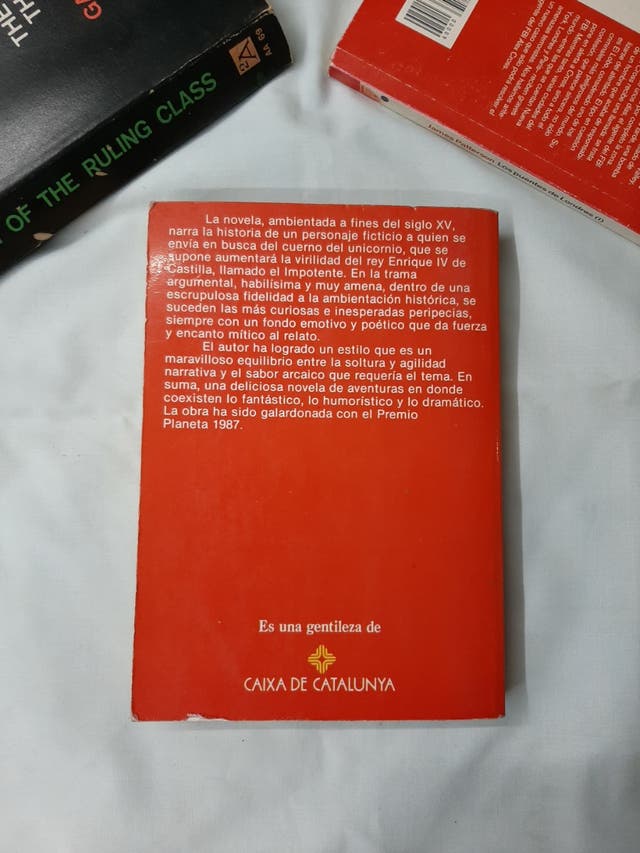 GA
THE
TH
OF THE RULING CLASS
AA 69
James Patterson Los puentes de Londres (1)
La novela, ambientada a fines del siglo XV,
narra la historia de un personaje ficticio a quien se
envía en busca del cuerno del unicornio, que se
supone aumentará la virilidad del rey Enrique IV de
Castilla, llamado el Impotente. En la trama
argumental, habilísima y muy amena, dentro de una
escrupulosa fidelidad a la ambientación histórica, se
suceden las más curiosas e inesperadas peripecias,
siempre con un fondo emotivo y poético que da fuerza
y encanto mítico al relato.
El autor ha logrado un estilo que es un
maravilloso equilibrio entre la soltura y agilidad
narrativa y el sabor arcaico que requería el tema. En
suma, una deliciosa novela de aventuras en donde
coexisten lo fantástico, lo humorístico y lo dramático.
La obra ha sido galardonada con el Premio
Planeta 1987.
Es una gentileza de
CAIXA DE CATALUNYA